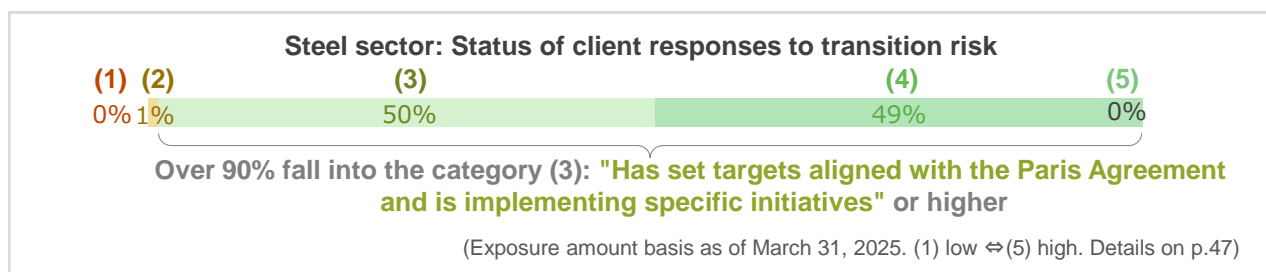 Steel sector: Status of client responses to transition risk
(1) (2) (3) (4) (5)
0% 1% 50% 49% 0%
Over 90% fall into the category (3): "Has set targets aligned with the Paris Agreement
and is implementing specific initiatives" or higher
(Exposure amount basis as of March 31, 2025. (1) low ⇔(5) high. Details on p.47)